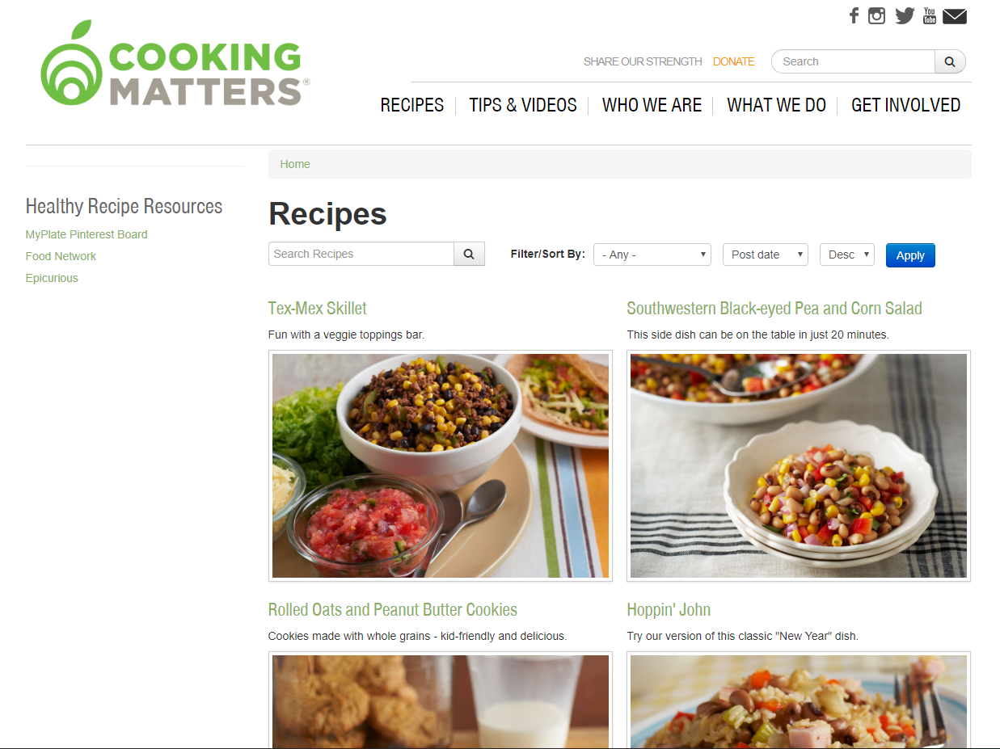 You
Tube
COOKING
MATTERS®
SHARE OUR STRENGTH DONATE Search
RECIPES TIPS & VIDEOS WHO WE ARE WHAT WE DO GET INVOLVED
Home
Healthy Recipe Resources
MyPlate Pinterest Board
Food Network
Epicurious
Recipes
Search Recipes Filter/Sort By: - Any - Post date Desc Apply
Tex-Mex Skillet
Fun with a veggie toppings bar.
Southwestern Black-eyed Pea and Corn Salad
This side dish can be on the table in just 20 minutes.
Rolled Oats and Peanut Butter Cookies
Cookies made with whole grains - kid-friendly and delicious.
Hoppin' John
Try our version of this classic "New Year" dish.